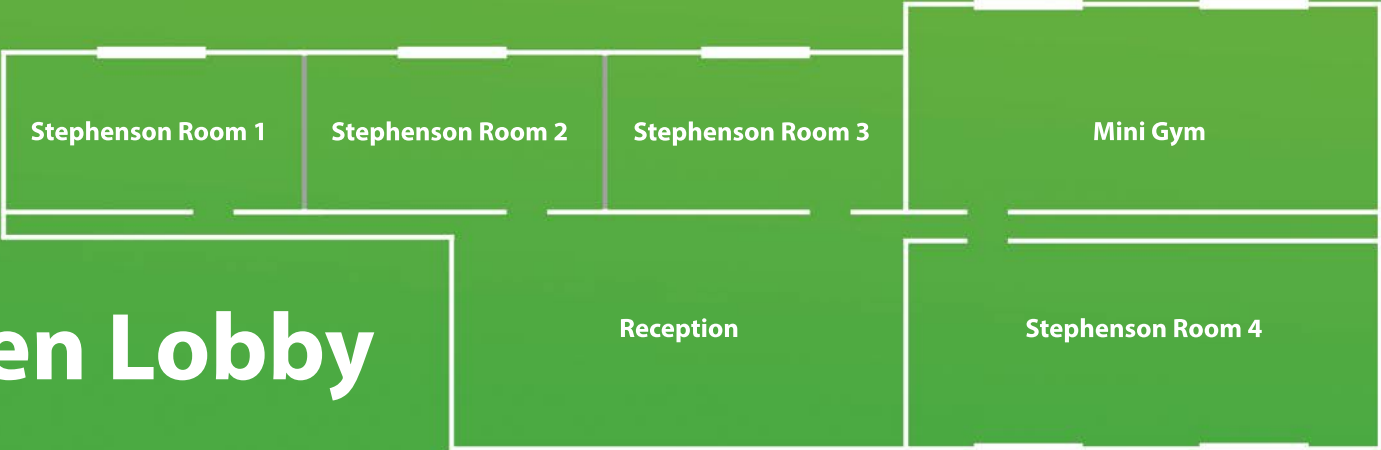 Stephenson Room 1
Stephenson Room 2
Stephenson Room 3
Mini Gym
en Lobby
Reception
Stephenson Room 4